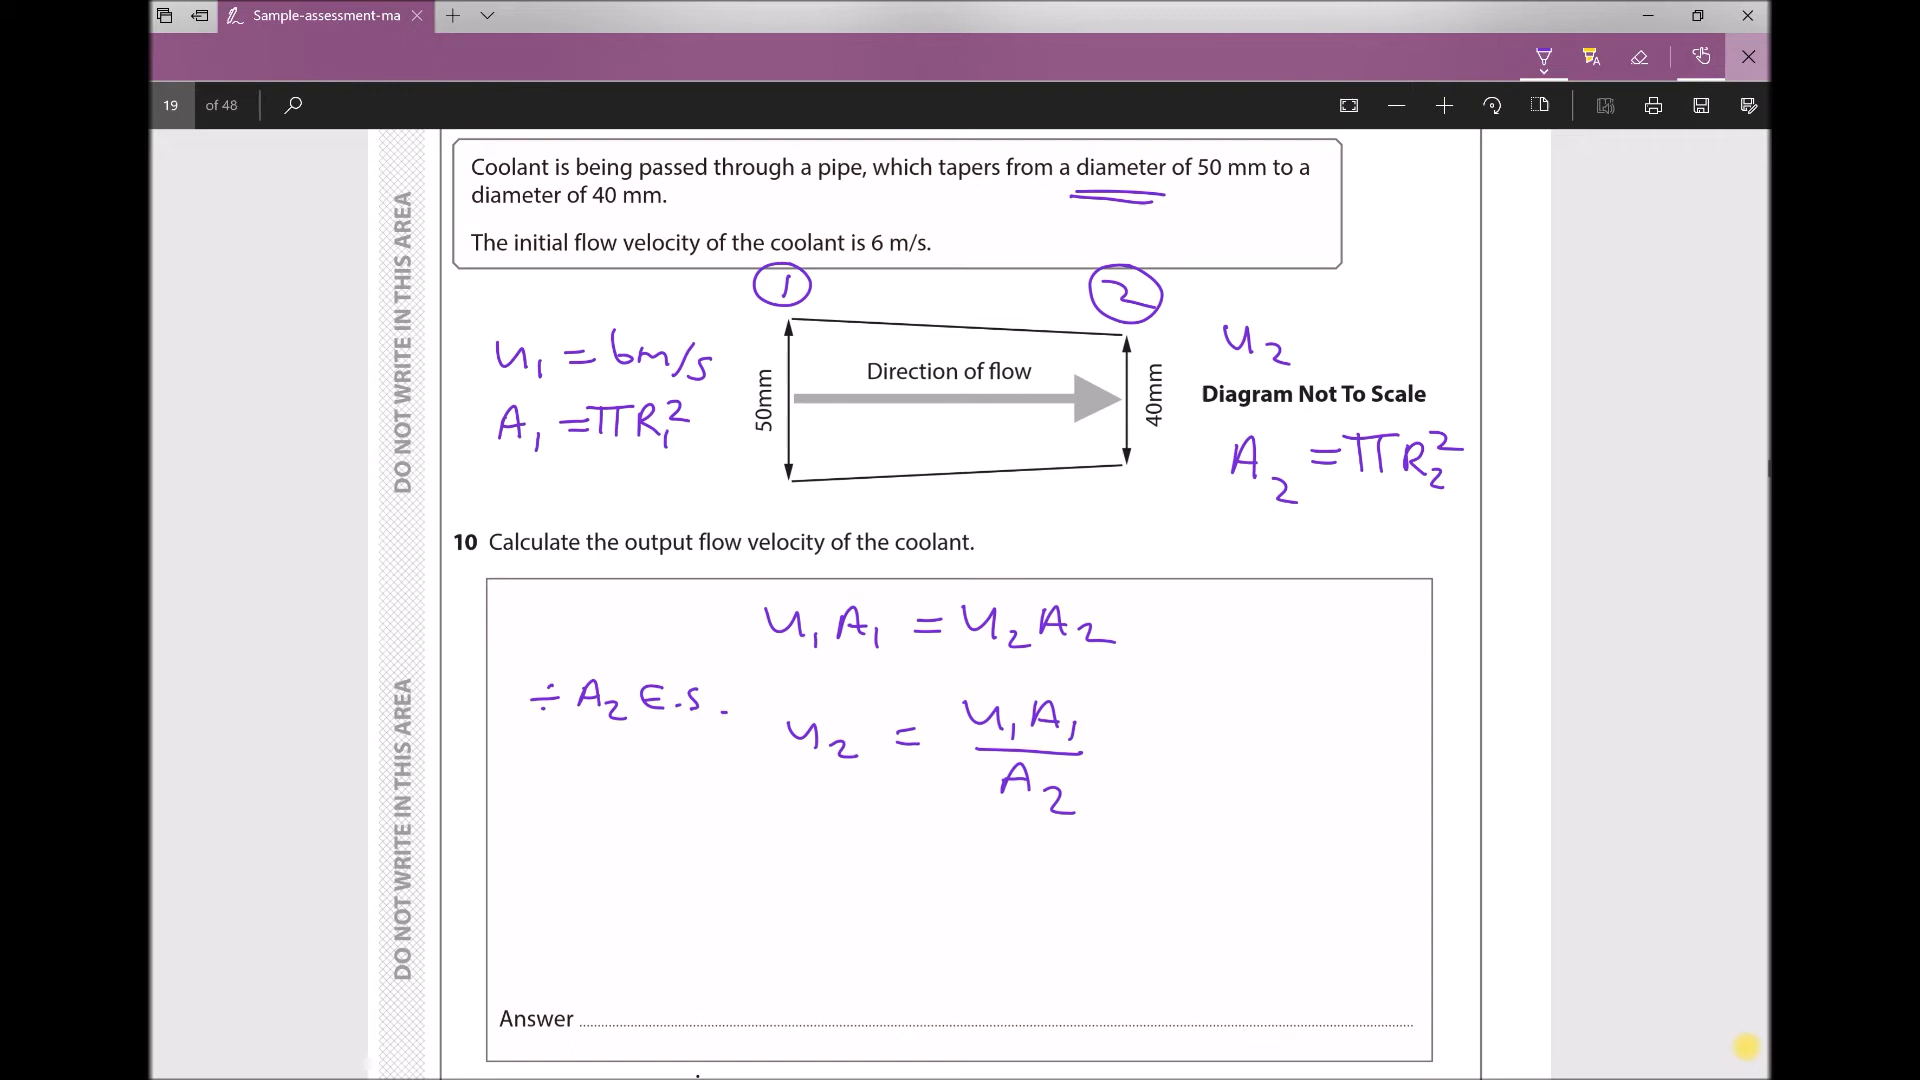 Sample-assessment-ma
19 of 48
Coolant is being passed through a pipe, which tapers from a diameter of 50 mm to a
diameter of 40 mm.
The initial flow velocity of the coolant is 6 m/s.
1
2
u₁ = 6m/s
A₁ = πR₁²
50mm
Direction of flow
40mm
u₂
Diagram Not To Scale
A₂ = πR₂²
10 Calculate the output flow velocity of the coolant.
u₁A₁ = u₂A₂
÷ A₂ E.S.
u₂ = u₁A₁
A₂
Answer
DO NOT WRITE IN THIS AREA
DO NOT WRITE IN THIS AREA